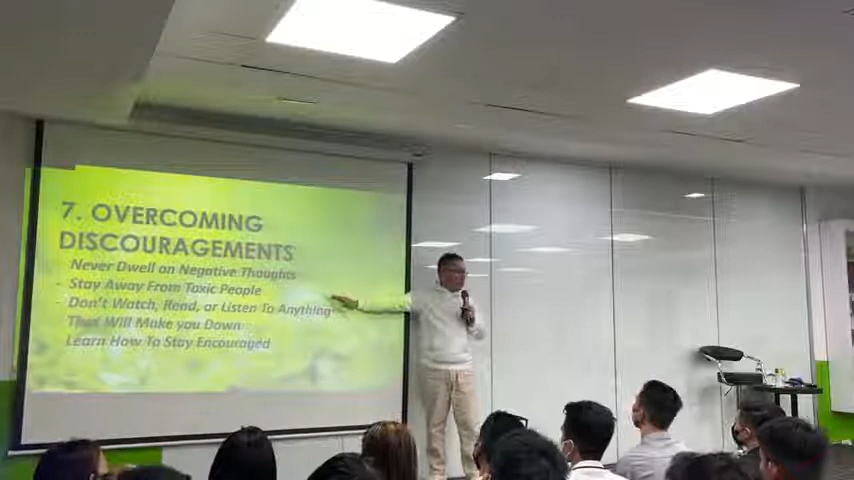 7. OVERCOMING
DISCOURAGEMENTS
Never Dwell on Negative Thoughts
- Stay Away From Toxic People
- Don't Watch, Read, or Listen To Anything
That Will Make you Down
Learn How To Stay Encouraged